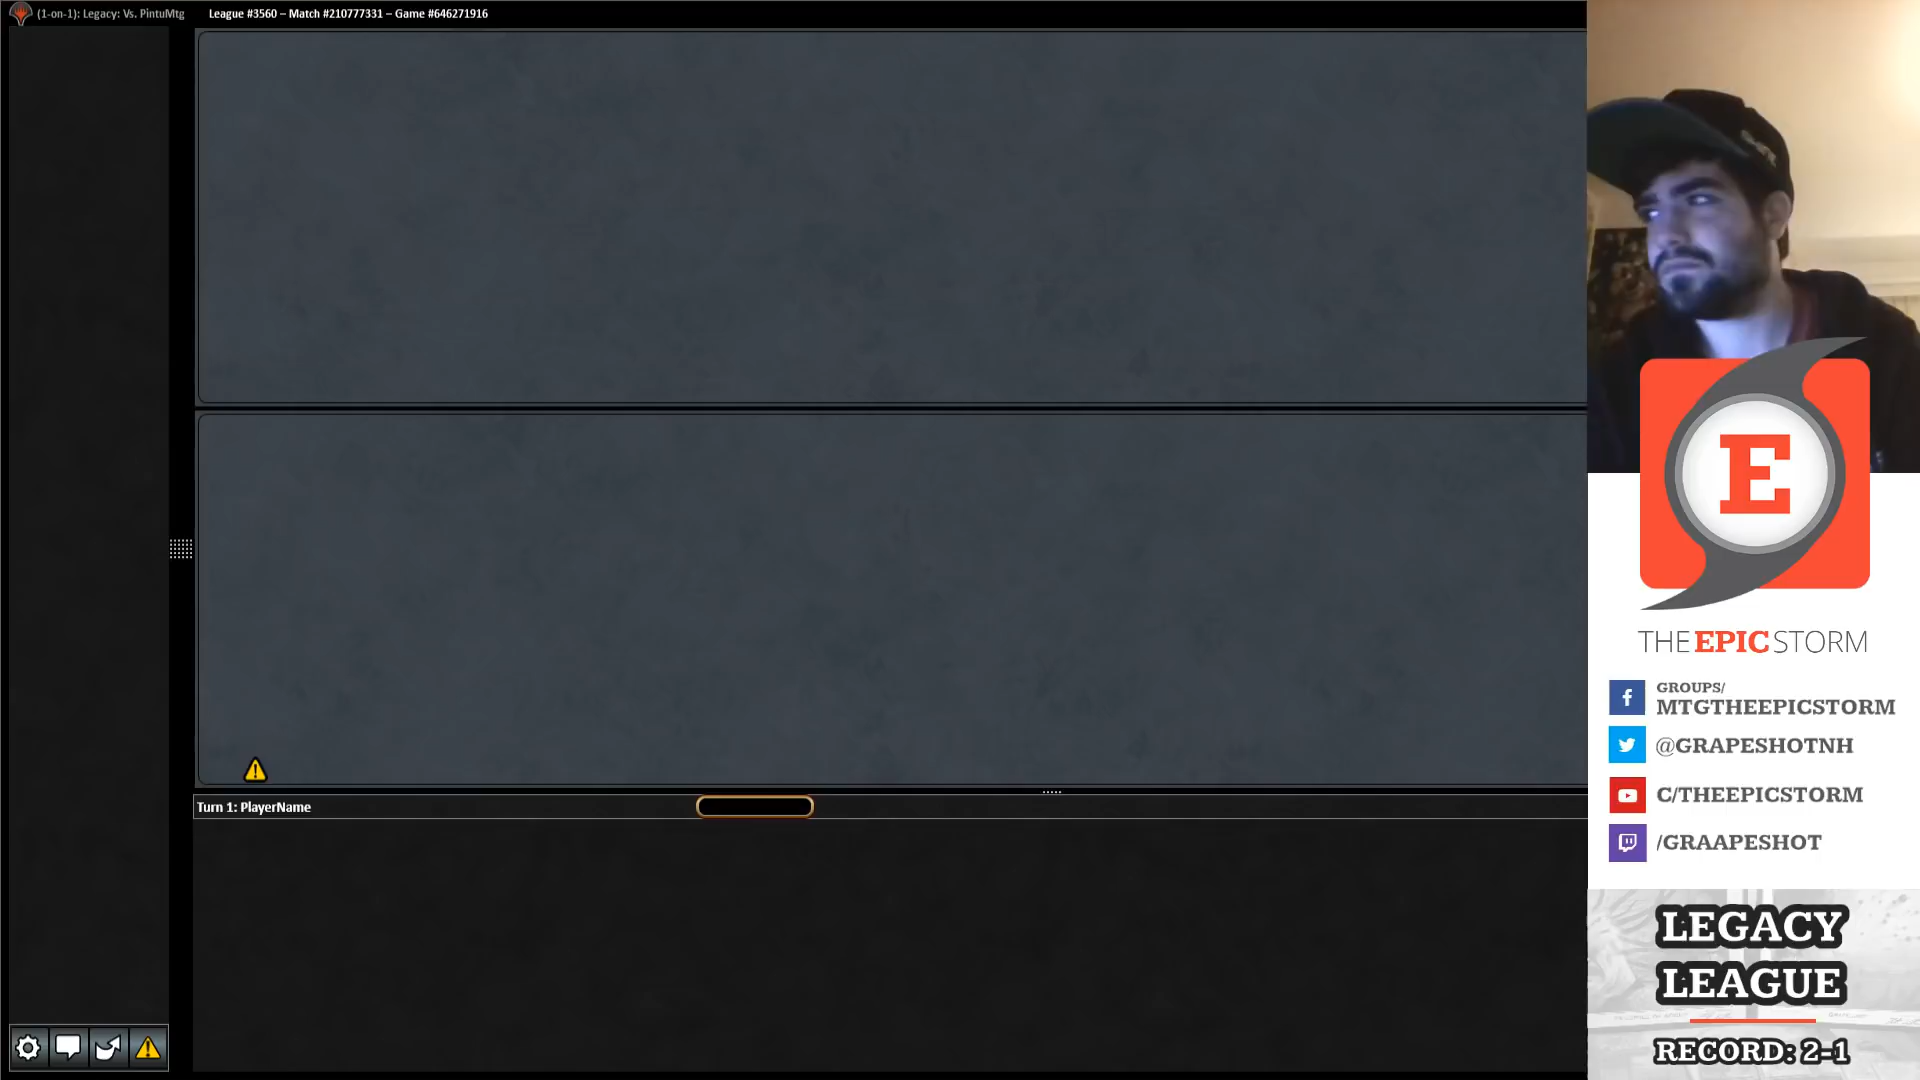 (1-on-1): Legacy: Vs. PintuMtg
League #3560 – Match #210777331 – Game #646271916
Turn 1: PlayerName
E
THE EPIC STORM
GROUPS/
MTGTHEEPICSTORM
@GRAPESHOTNH
C/THEEPICSTORM
/GRAAPESHOT
LEGACY
LEAGUE
RECORD: 2-1